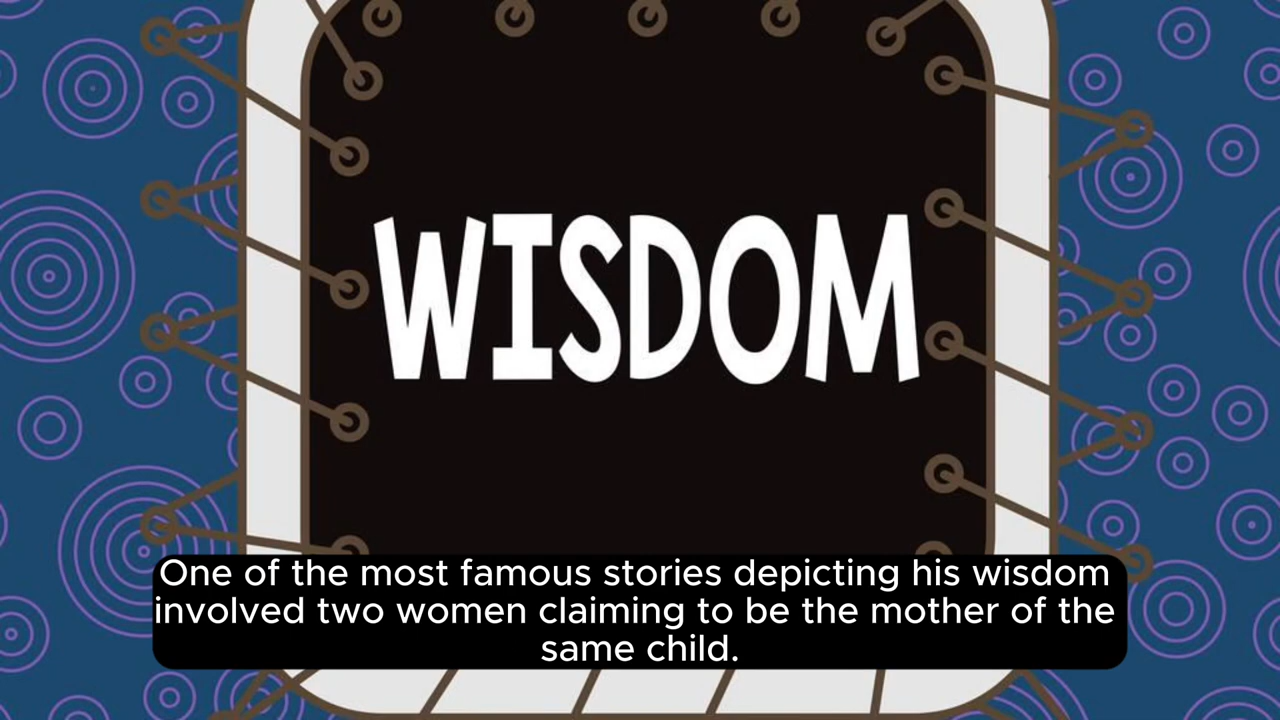 WISDOM
One of the most famous stories depicting his wisdom
involved two women claiming to be the mother of the
same child.